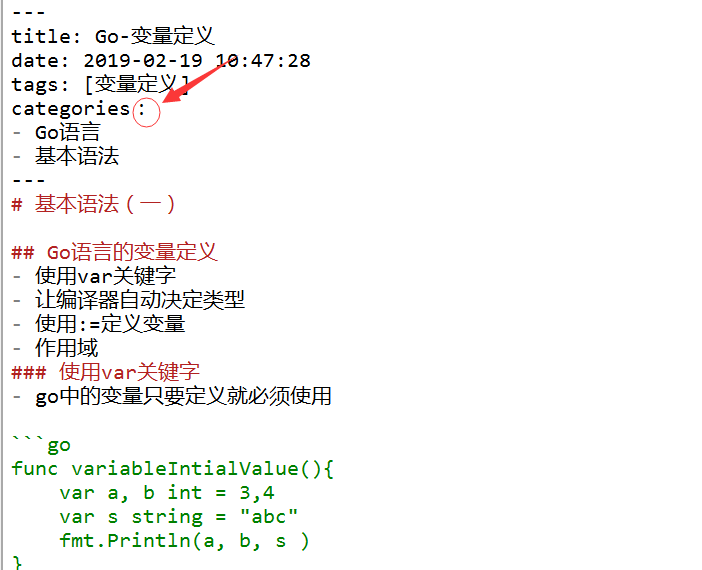 ---
title: Go-变量定义
date: 2019-02-19 10:47:28
tags: [变量定义]
categories:
- Go语言
- 基本语法
---
# 基本语法（一）
## Go语言的变量定义
- 使用var关键字
- 让编译器自动决定类型
- 使用:=定义变量
- 作用域
### 使用var关键字
- go中的变量只要定义就必须使用
```go
func variableIntialValue(){
    var a, b int = 3,4
    var s string = "abc"
    fmt.Println(a, b, s )
}